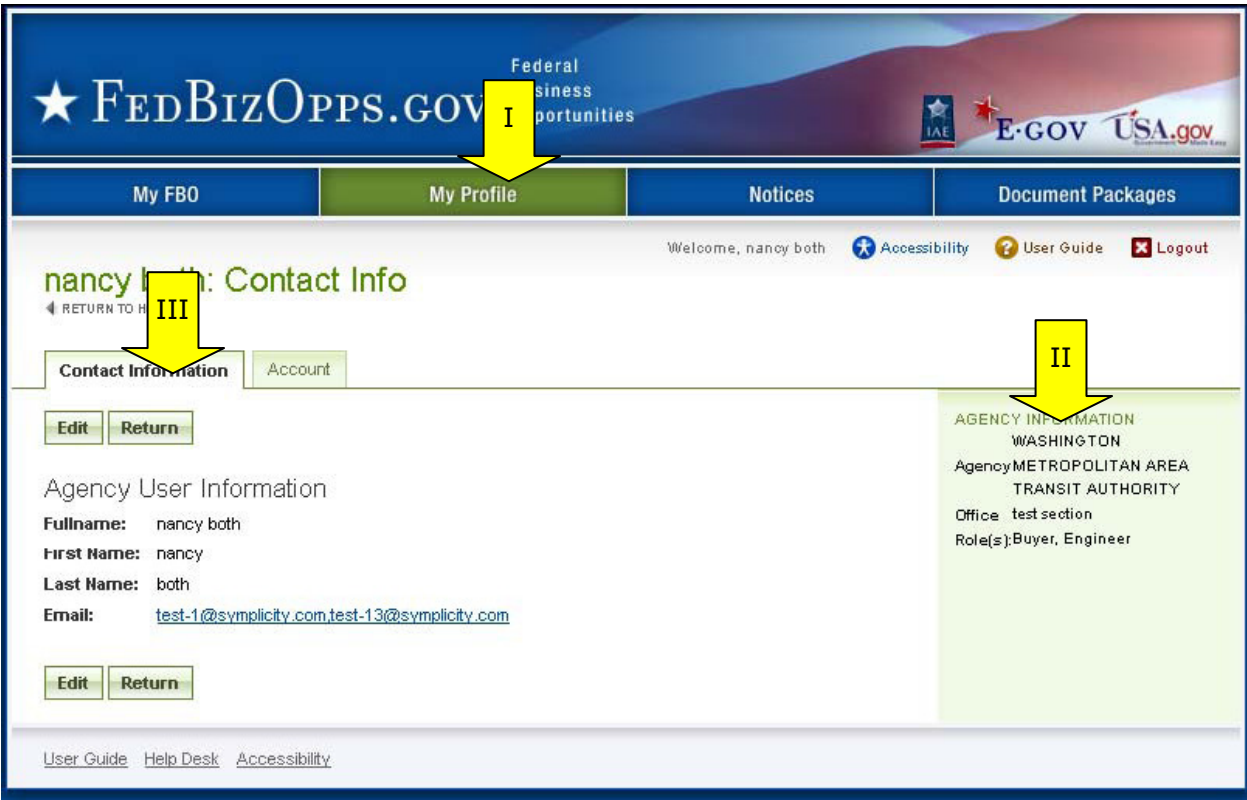 Federal
★ FEDBIZOPPS.GOV
I
IAE
E·GOV
USA.gov
My FBO
My Profile
Notices
Document Packages
Welcome, nancy both
Accessibility
User Guide
Logout
nancy : Contact Info
RETURN TO
III
Contact Information
Account
II
Edit
Return
AGENCY INFORMATION
WASHINGTON
Agency METROPOLITAN AREA
TRANSIT AUTHORITY
Office test section
Role(s): Buyer, Engineer
Agency User Information
Fullname: nancy both
First Name: nancy
Last Name: both
Email: test-1@symplicity.com,test-13@symplicity.com
Edit
Return
User Guide Help Desk Accessibility